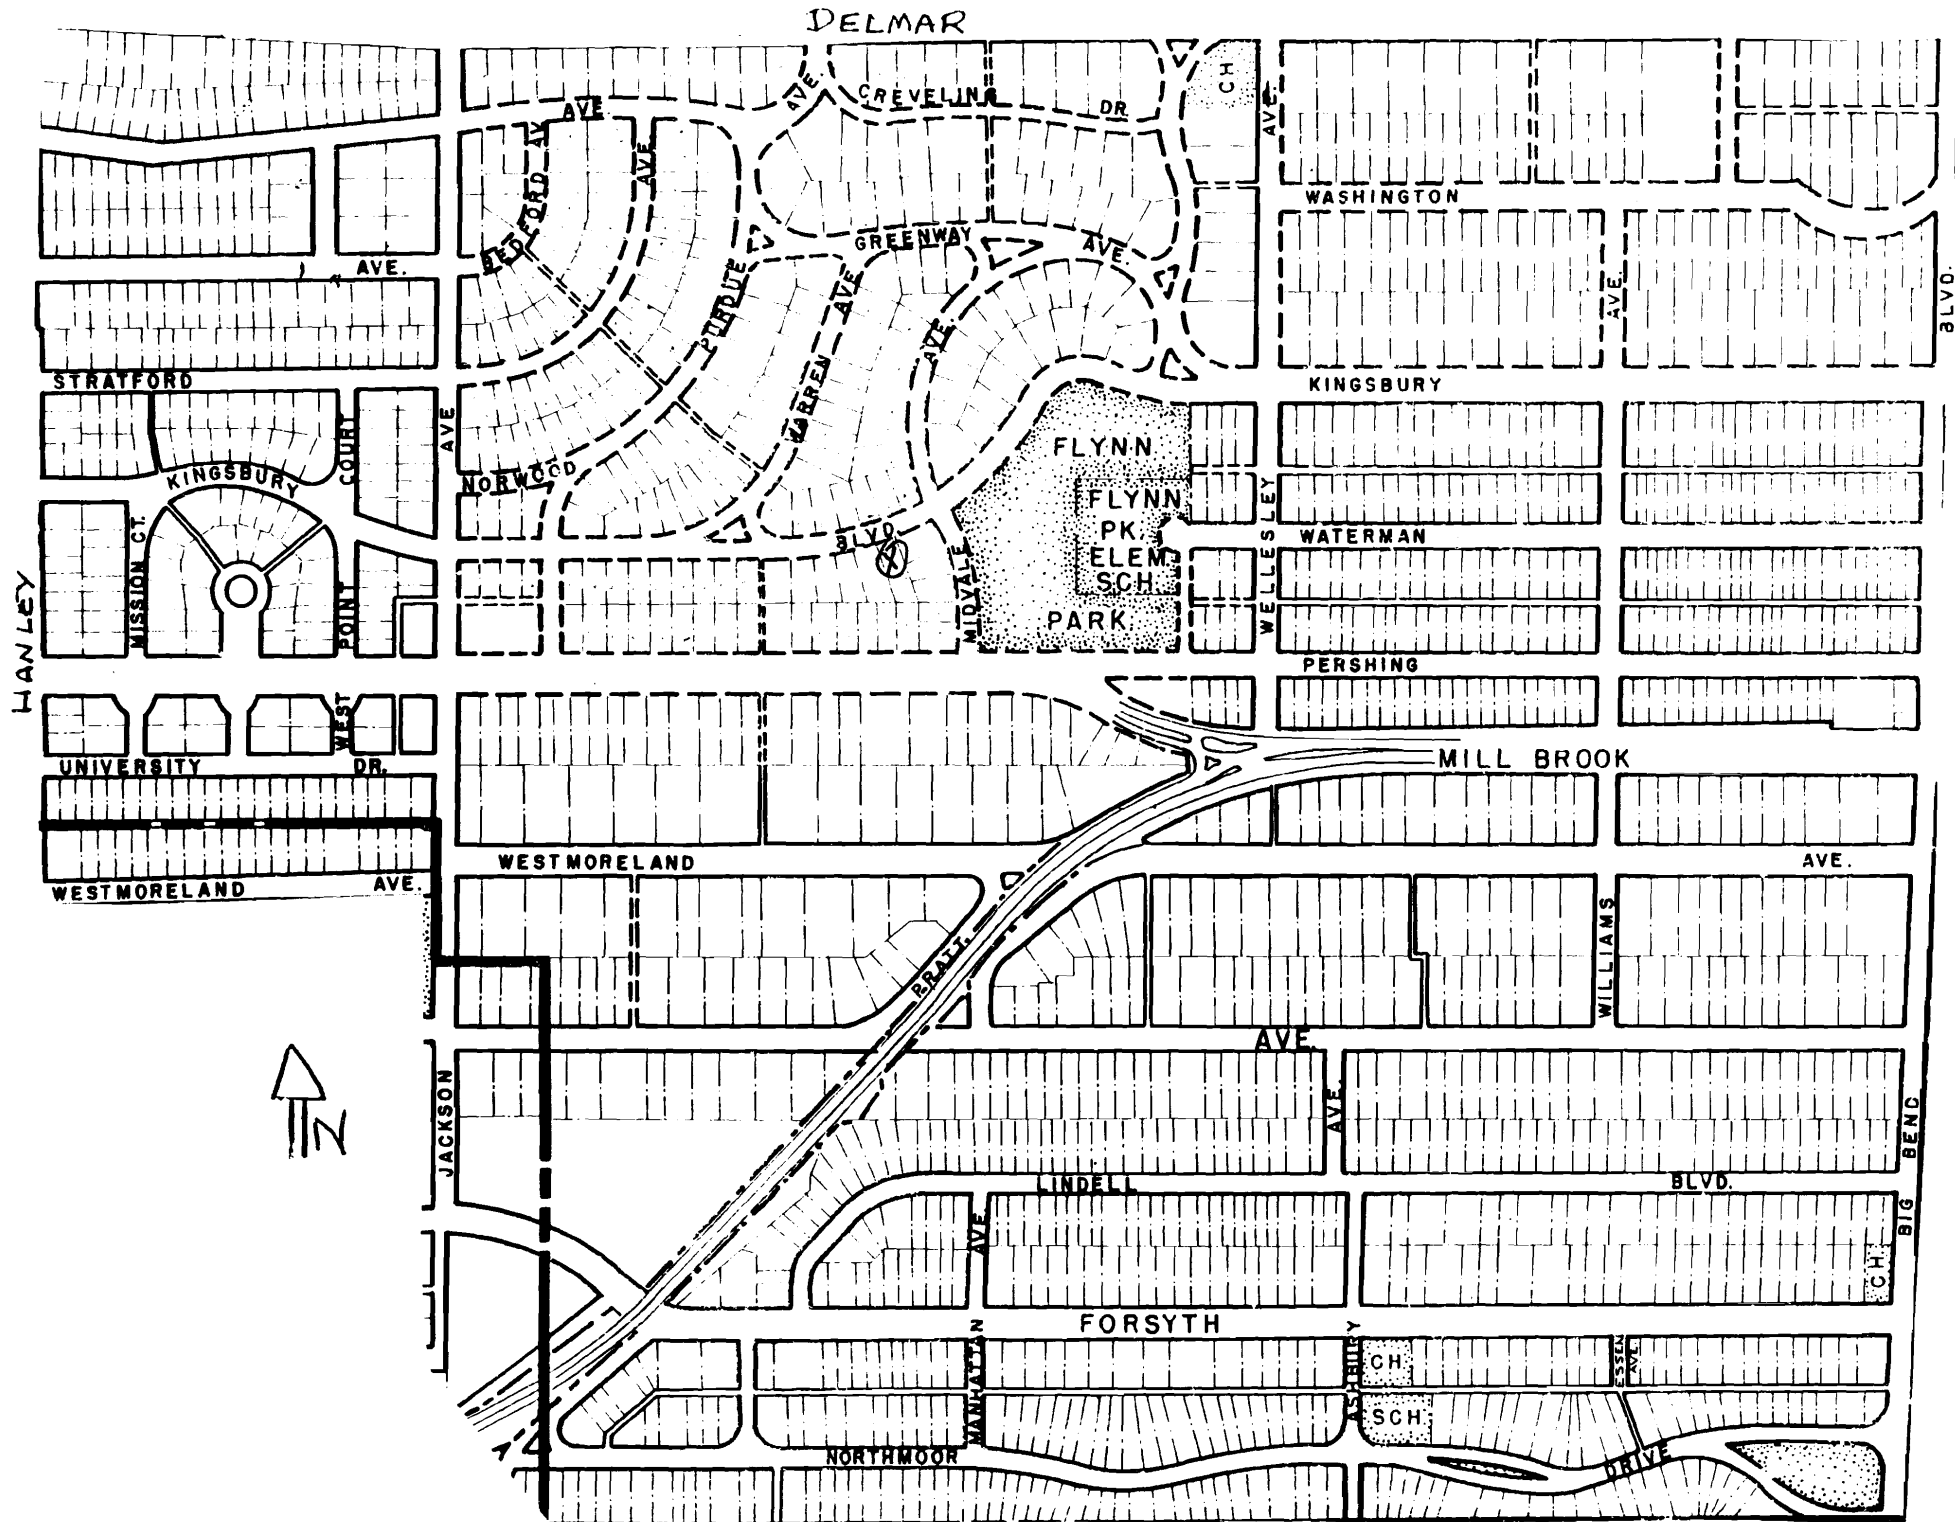 DELMAR
CH
CREVELING
DR
AVE.
AVE
AVE.
BEDFORD AV
AVE.
WASHINGTON
GREENWAY
AVE.
AVE.
PURDUE
AVE
AVE.
BLVD.
STRATFORD
KINGSBURY
WARREN
AVE.
COURT
AVE
FLYNN
KINGSBURY
NORWOOD
FLYNN
PK.
ELEM
SCH.
PARK
WATERMAN
BLVD
X
MISSION CT.
HANLEY
POINT
MIDVALE
WELLESLEY
PERSHING
WEST
UNIVERSITY
DR.
MILL BROOK
WESTMORELAND
AVE.
WESTMORELAND
AVE.
WILLIAMS
PRATT.
AVE.
N
JACKSON
AVE.
BIG BEND
LINDELL
BLVD.
AVE.
CH
FORSYTH
MANHATTAN
ASHBURY
CH.
ESSEN
AVE.
SCH.
NORTHMOOR
DRIVE